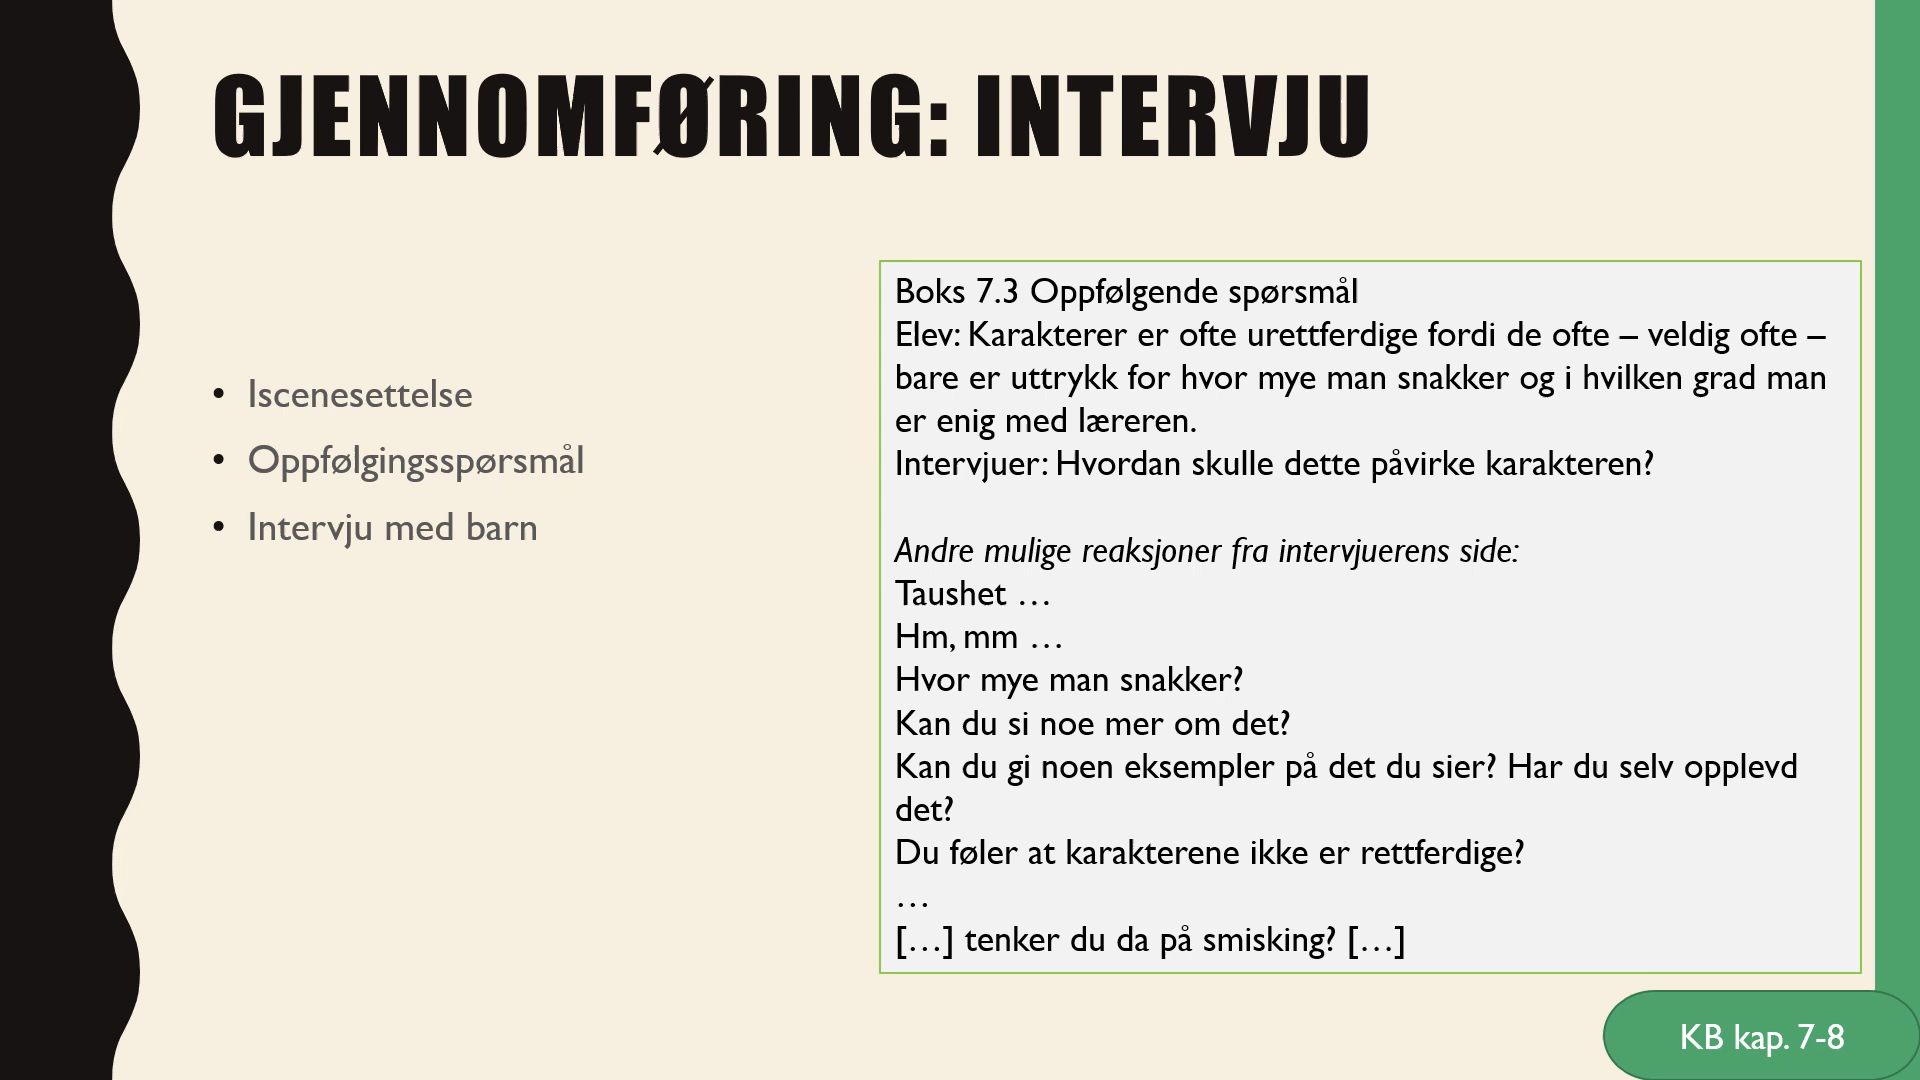 GJENNOMFØRING: INTERVJU
• Iscenesettelse
• Oppfølgingsspørsmål
• Intervju med barn
Boks 7.3 Oppfølgende spørsmål
Elev: Karakterer er ofte urettferdige fordi de ofte – veldig ofte –
bare er uttrykk for hvor mye man snakker og i hvilken grad man
er enig med læreren.
Intervjuer: Hvordan skulle dette påvirke karakteren?
Andre mulige reaksjoner fra intervjuerens side:
Taushet …
Hm, mm …
Hvor mye man snakker?
Kan du si noe mer om det?
Kan du gi noen eksempler på det du sier? Har du selv opplevd
det?
Du føler at karakterene ikke er rettferdige?
…
[…] tenker du da på smisking? […]
KB kap. 7-8